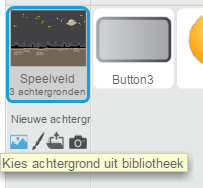 Speelveld
3 achtergronden
Button3
Nieuwe achtergr
Kies achtergrond uit bibliotheek